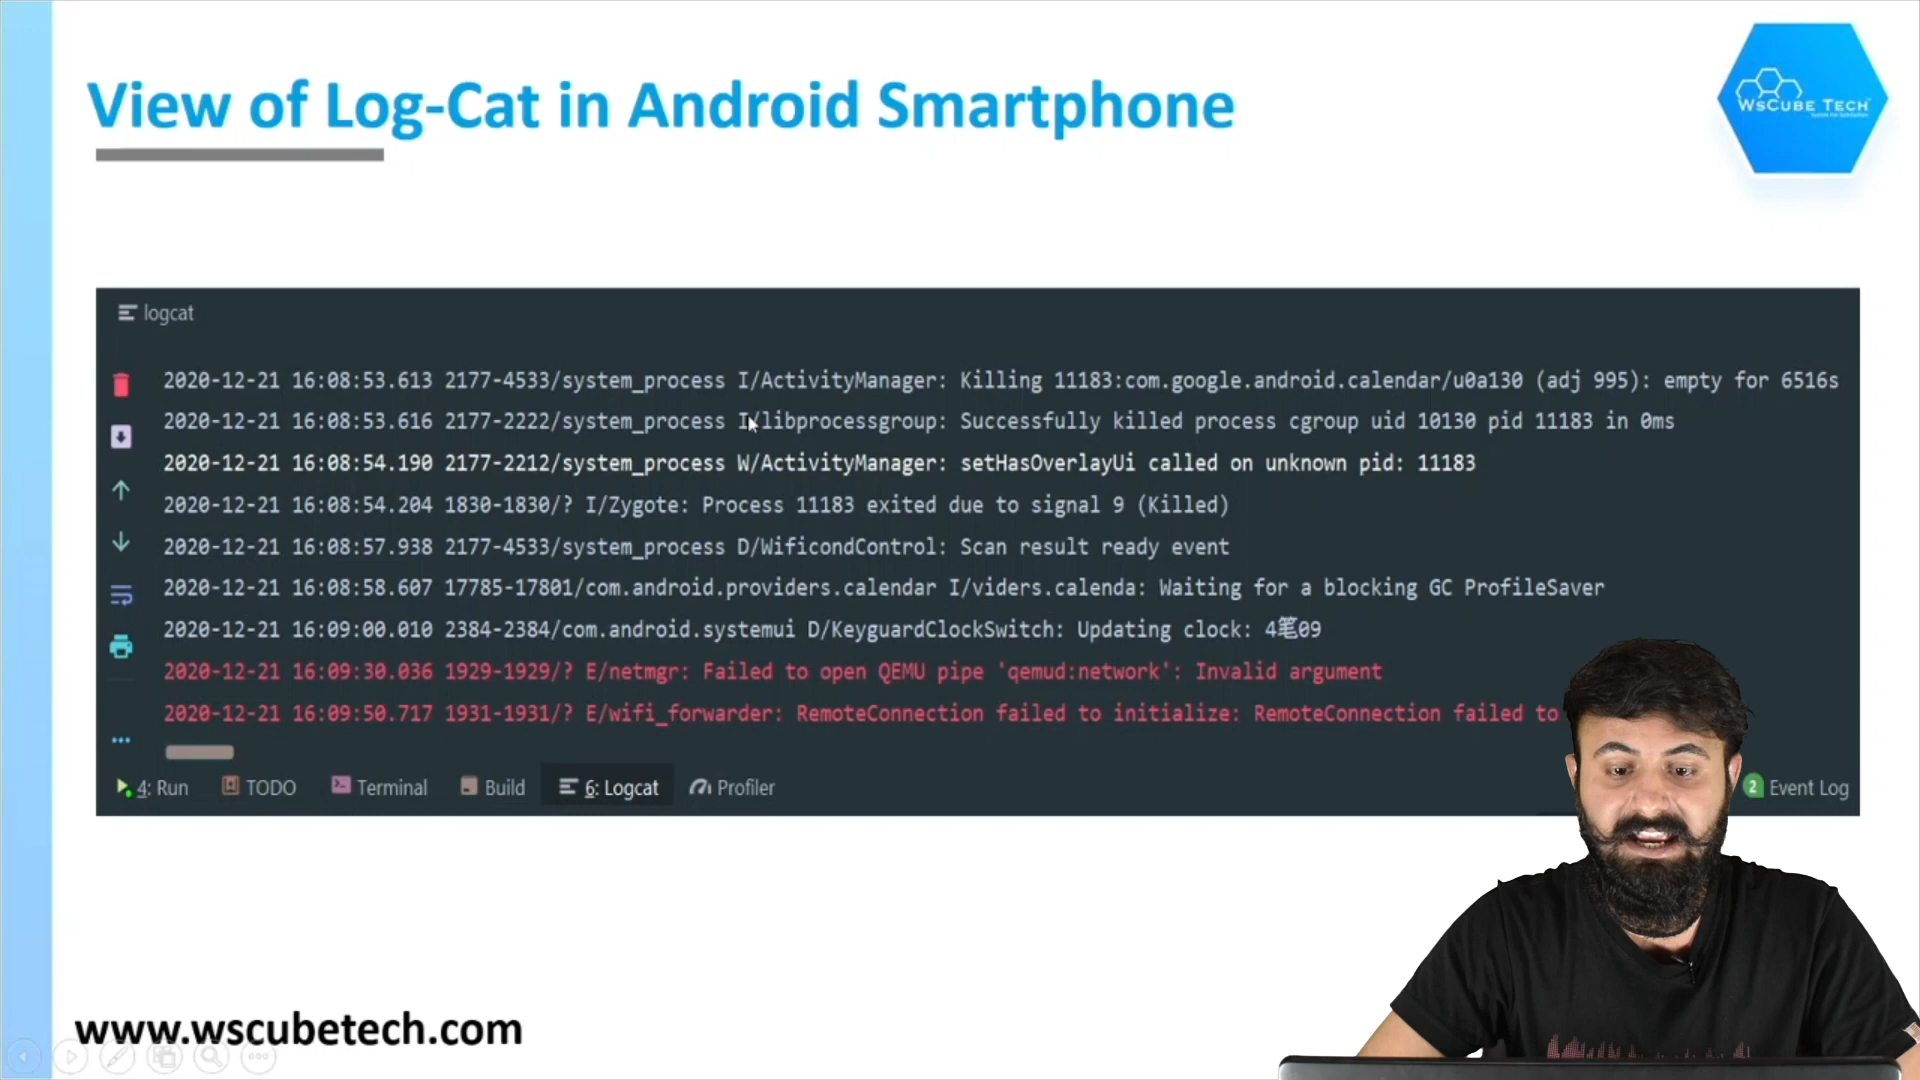 View of Log-Cat in Android Smartphone
WSCUBE TECH
logcat
2020-12-21 16:08:53.613 2177-4533/system_process I/ActivityManager: Killing 11183:com.google.android.calendar/u0a130 (adj 995): empty for 6516s
2020-12-21 16:08:53.616 2177-2222/system_process I/libprocessgroup: Successfully killed process cgroup uid 10130 pid 11183 in 0ms
2020-12-21 16:08:54.190 2177-2212/system_process W/ActivityManager: setHasOverlayUi called on unknown pid: 11183
2020-12-21 16:08:54.204 1830-1830/? I/Zygote: Process 11183 exited due to signal 9 (Killed)
2020-12-21 16:08:57.938 2177-4533/system_process D/WificondControl: Scan result ready event
2020-12-21 16:08:58.607 17785-17801/com.android.providers.calendar I/viders.calenda: Waiting for a blocking GC ProfileSaver
2020-12-21 16:09:00.010 2384-2384/com.android.systemui D/KeyguardClockSwitch: Updating clock: 4笔09
2020-12-21 16:09:30.036 1929-1929/? E/netmgr: Failed to open QEMU pipe 'qemud:network': Invalid argument
2020-12-21 16:09:50.717 1931-1931/? E/wifi_forwarder: RemoteConnection failed to initialize: RemoteConnection failed to
4: Run TODO Terminal Build 6: Logcat Profiler 2 Event Log
www.wscubetech.com